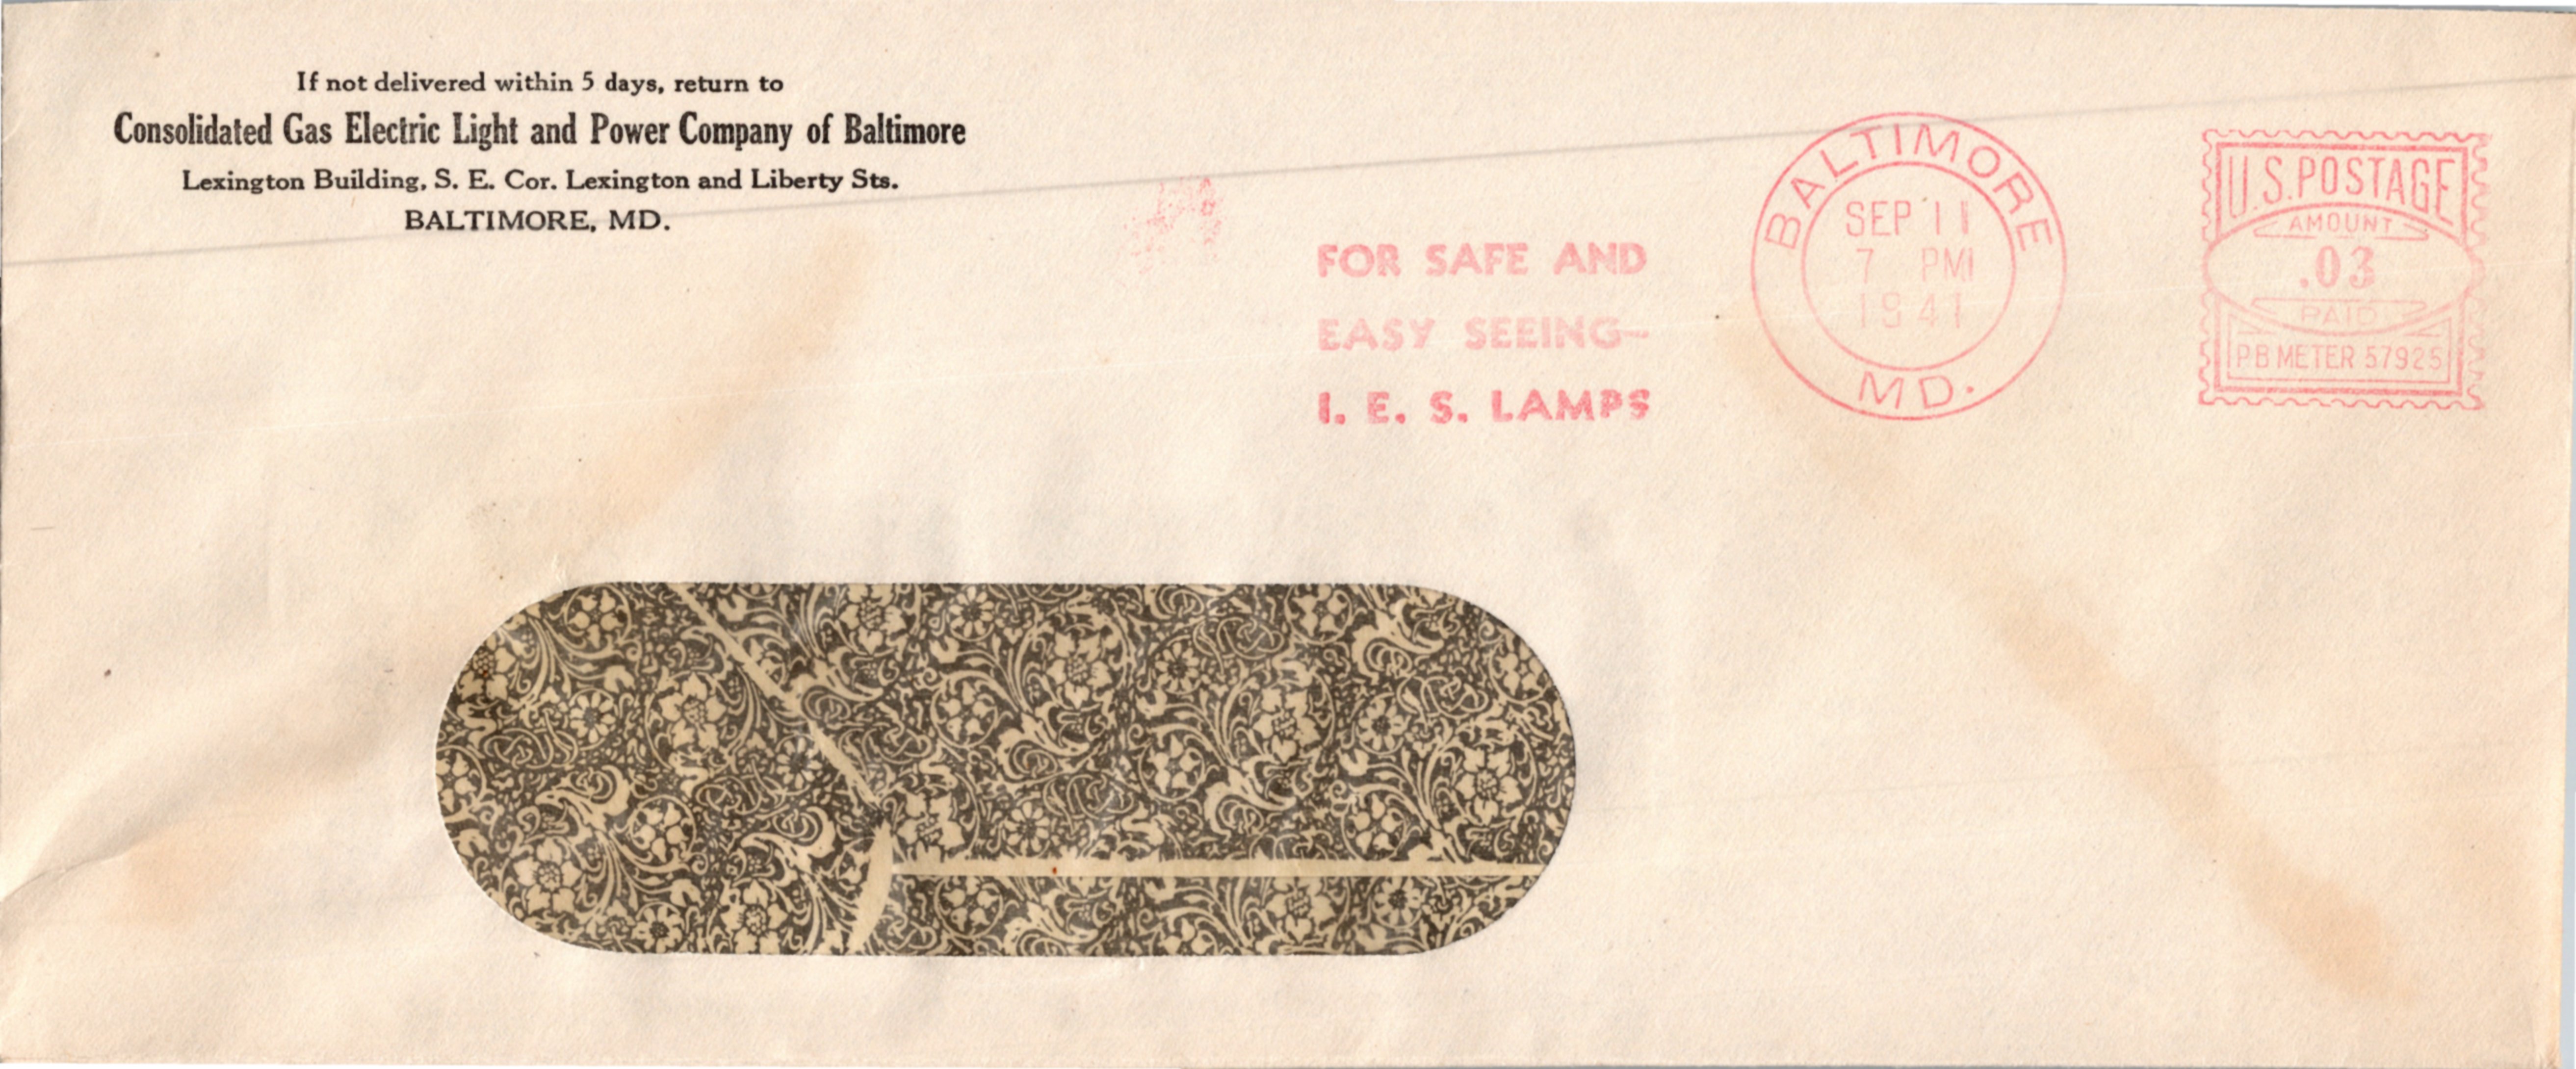 If not delivered within 5 days, return to
Consolidated Gas Electric Light and Power Company of Baltimore
Lexington Building, S. E. Cor. Lexington and Liberty Sts.
BALTIMORE, MD.
FOR SAFE AND
EASY SEEING—
I. E. S. LAMPS
BALTIMORE
SEP 11
7 PM
1941
MD.
U.S. POSTAGE
AMOUNT
.03
PAID
PB METER 57925